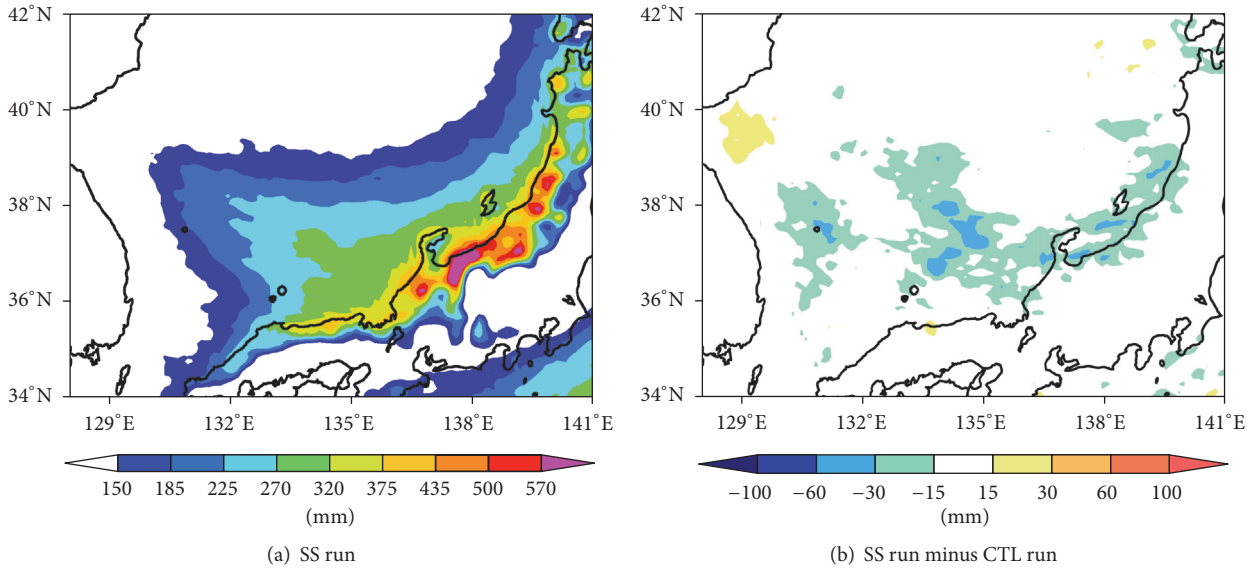 42°N
40°N
38°N
36°N
34°N
129°E 132°E 135°E 138°E 141°E
150 185 225 270 320 375 435 500 570
(mm)
(a) SS run
42°N
40°N
38°N
36°N
34°N
129°E 132°E 135°E 138°E 141°E
−100 −60 −30 −15 15 30 60 100
(mm)
(b) SS run minus CTL run